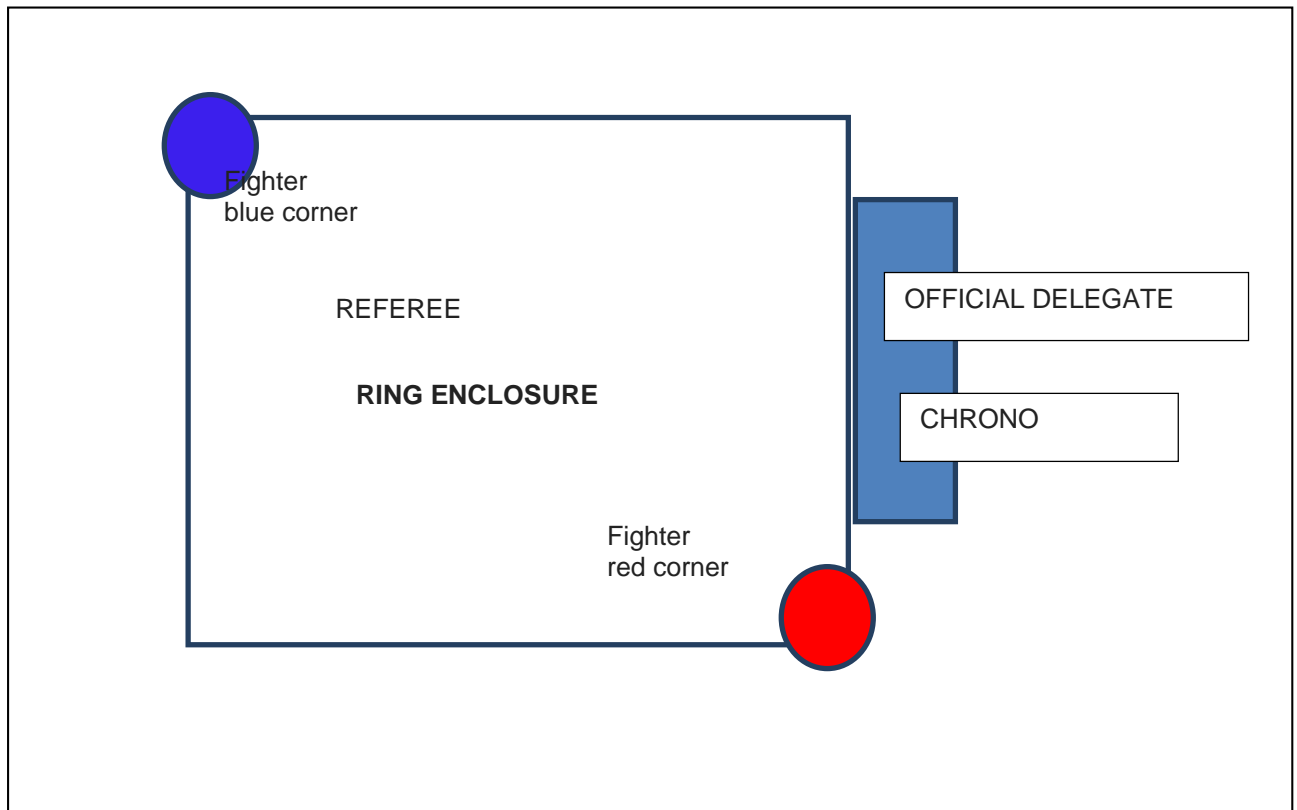 Fighter
blue corner
REFEREE
OFFICIAL DELEGATE
RING ENCLOSURE
CHRONO
Fighter
red corner